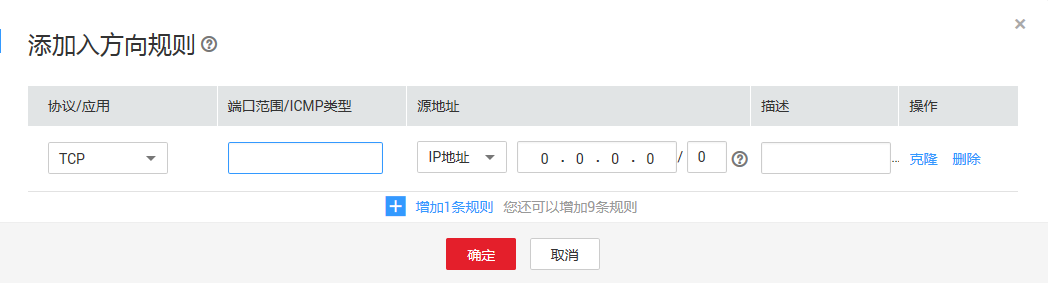 添加入方向规则 ?
×
协议/应用 端口范围/ICMP类型 源地址 描述 操作
TCP IP地址 0 . 0 . 0 . 0 / 0 ? ... 克隆 删除
+ 增加1条规则 您还可以增加9条规则
确定 取消